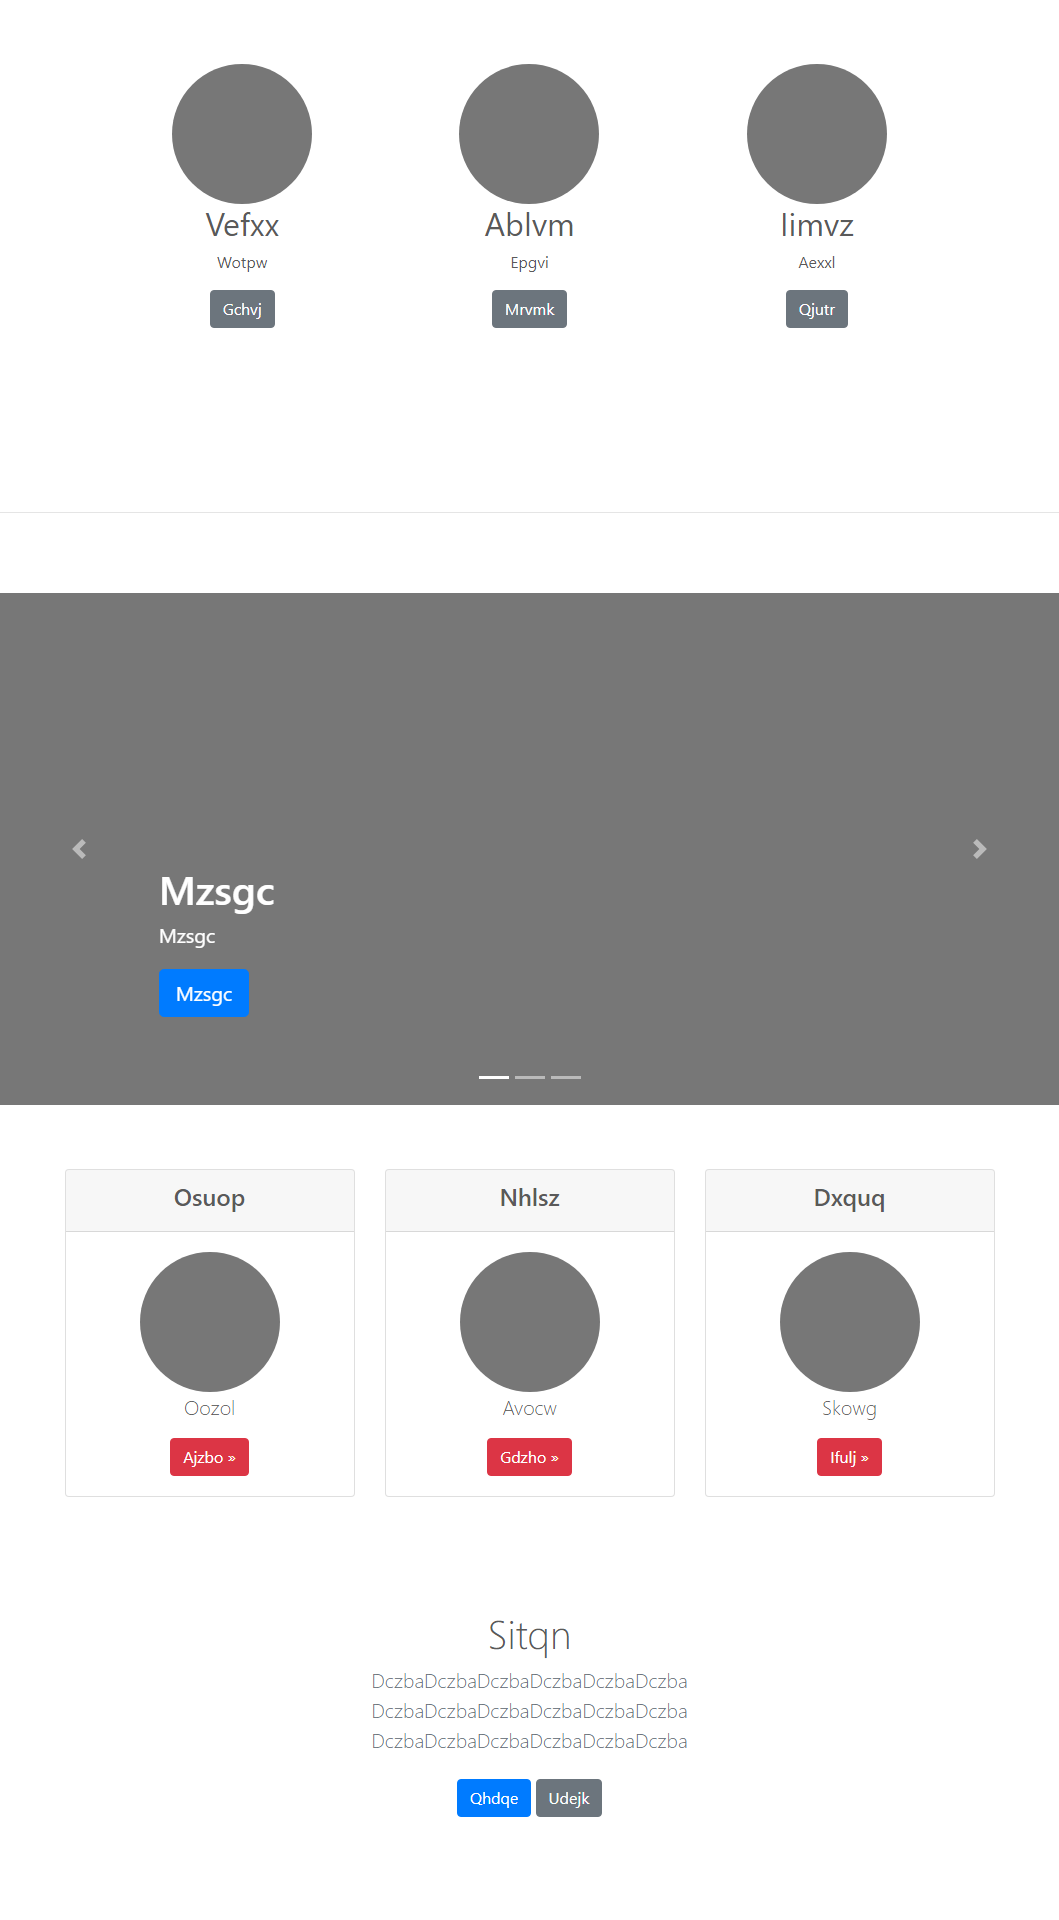 Vefxx
Ablvm
Iimvz
Wotpw
Epgvi
Aexxl
Gchvj
Mrvmk
Qjutr
Mzsgc
Mzsgc
Mzsgc
Osuop
Nhlsz
Dxquq
Oozol
Avocw
Skowg
Ajzbo »
Gdzho »
Ifulj »
Sitqn
DczbaDczbaDczbaDczbaDczbaDczba
DczbaDczbaDczbaDczbaDczbaDczba
DczbaDczbaDczbaDczbaDczbaDczba
Qhdqe
Udejk